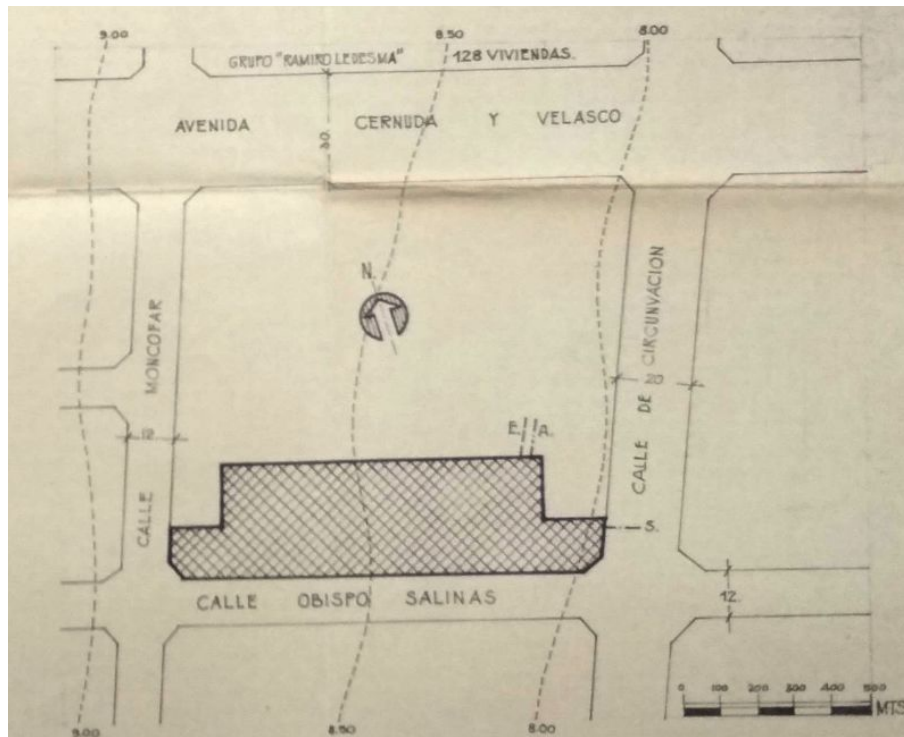 9.00
8.50
8.00
GRUPO "RAMIRO LEDESMA" 128 VIVIENDAS.
AVENIDA CERNUDA Y VELASCO
30.
N.
CALLE MONCOFAR
CALLE DE CIRCUNVACION
20
E. A.
S.
CALLE OBISPO SALINAS
12.
0 100 200 300 400 500
MTS
9.00
8.50
8.00